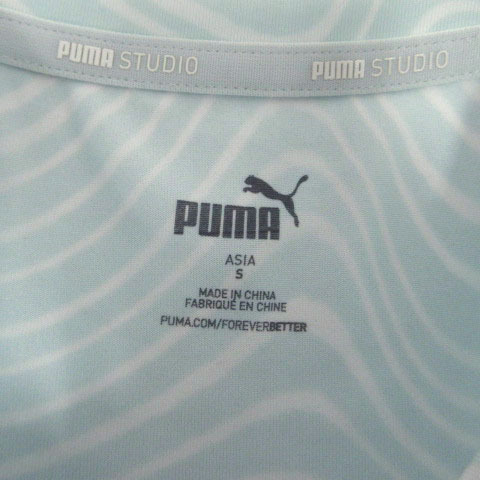 PUMA STUDIO PUMA STUDIO
PUMA
ASIA
S
MADE IN CHINA
FABRIQUÉ EN CHINE
PUMA.COM/FOREVERBETTER